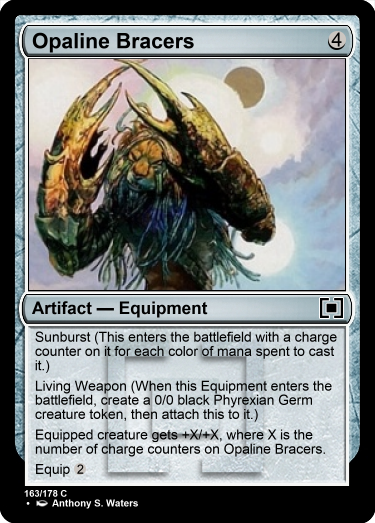 Opaline Bracers 4
Artifact — Equipment
Sunburst (This enters the battlefield with a charge
counter on it for each color of mana spent to cast
it.)
Living Weapon (When this Equipment enters the
battlefield, create a 0/0 black Phyrexian Germ
creature token, then attach this to it.)
Equipped creature gets +X/+X, where X is the
number of charge counters on Opaline Bracers.
Equip 2
163/178 C
• Anthony S. Waters